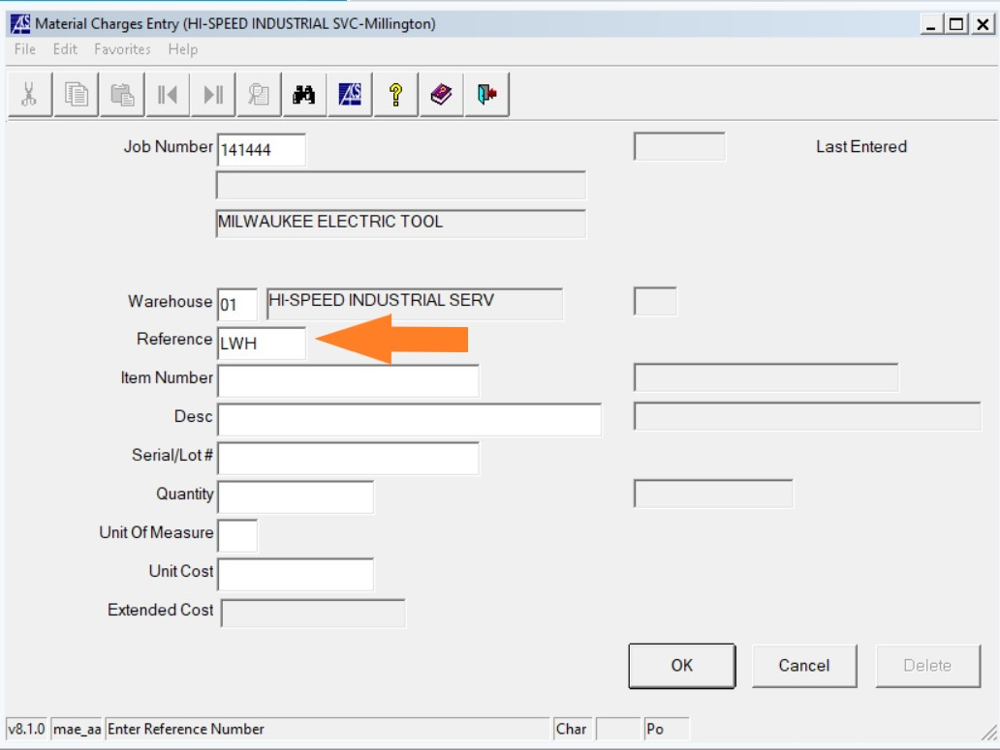 Material Charges Entry (HI-SPEED INDUSTRIAL SVC-Millington)
File Edit Favorites Help
Job Number 141444 Last Entered
MILWAUKEE ELECTRIC TOOL
Warehouse 01 HI-SPEED INDUSTRIAL SERV
Reference LWH
Item Number
Desc
Serial/Lot #
Quantity
Unit Of Measure
Unit Cost
Extended Cost
OK Cancel Delete
v8.1.0 mae_aa Enter Reference Number Char Po